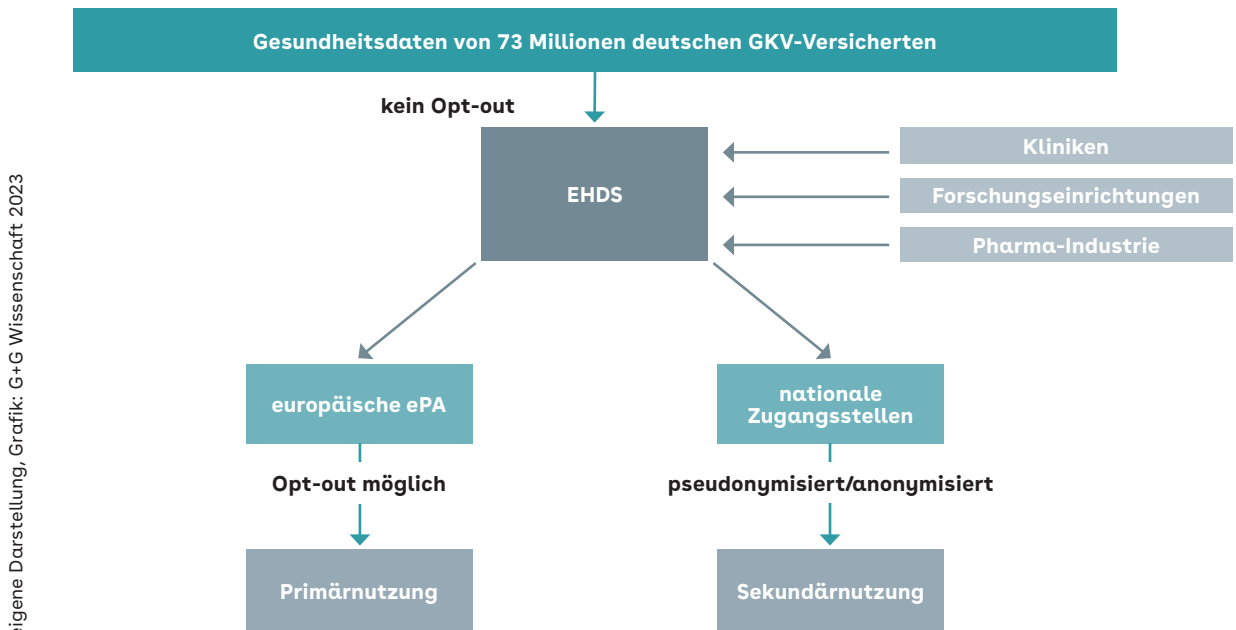 Gesundheitsdaten von 73 Millionen deutschen GKV-Versicherten
kein Opt-out
EHDS
Kliniken
Forschungseinrichtungen
Pharma-Industrie
europäische ePA
nationale
Zugangsstellen
Opt-out möglich
pseudonymisiert/anonymisiert
Primärnutzung
Sekundärnutzung
eigene Darstellung, Grafik: G+G Wissenschaft 2023